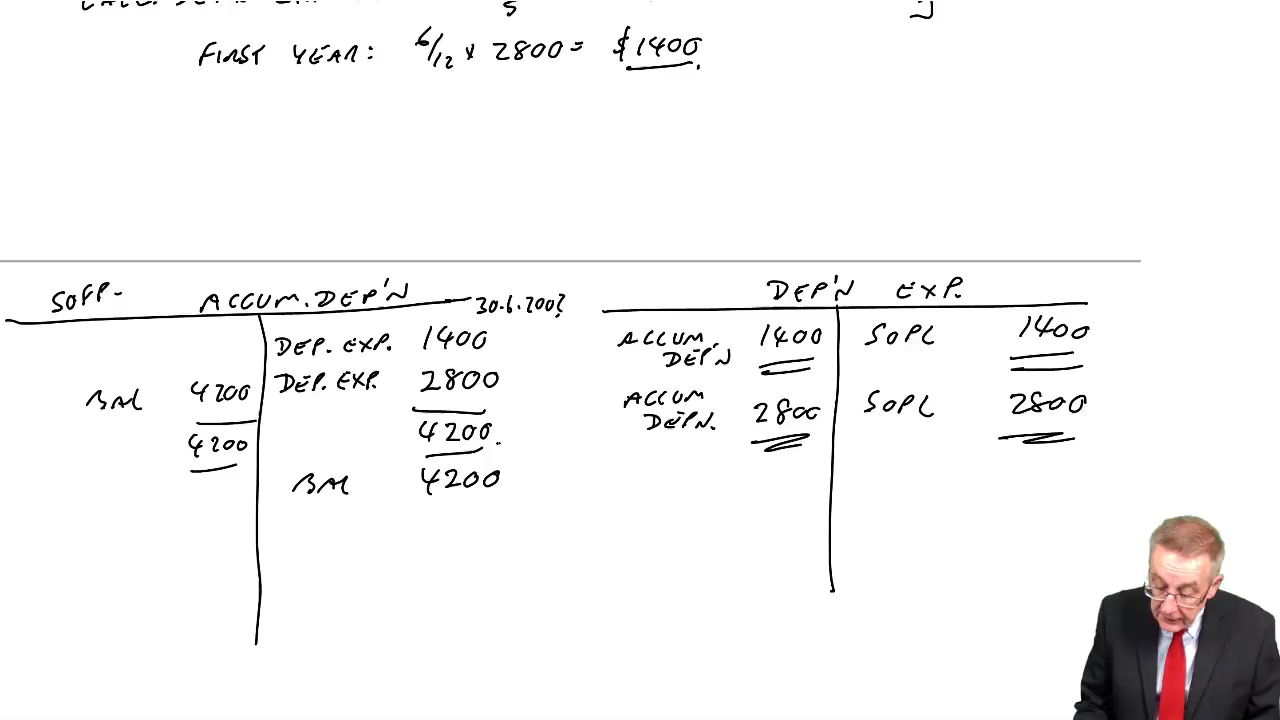 FIRST YEAR: 6/12 x 2800 = $1400
SOFP
ACCUM. DEP'N
30.6.2002
DEP'N EXP.
DEP. EXP. 1400
DEP. EXP. 2800
BAL 4200
4200
4200
BAL 4200
ACCUM. DEP'N 1400
SOPL 1400
ACCUM DEP'N. 2800
SOPL 2800